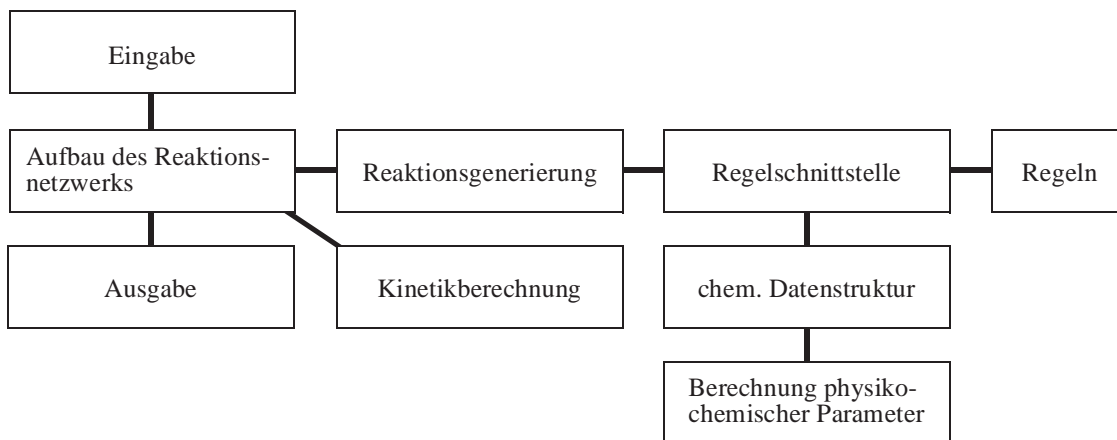 Eingabe
Aufbau des Reaktions-
netzwerks
Reaktionsgenerierung
Regelschnittstelle
Regeln
Ausgabe
Kinetikberechnung
chem. Datenstruktur
Berechnung physiko-
chemischer Parameter